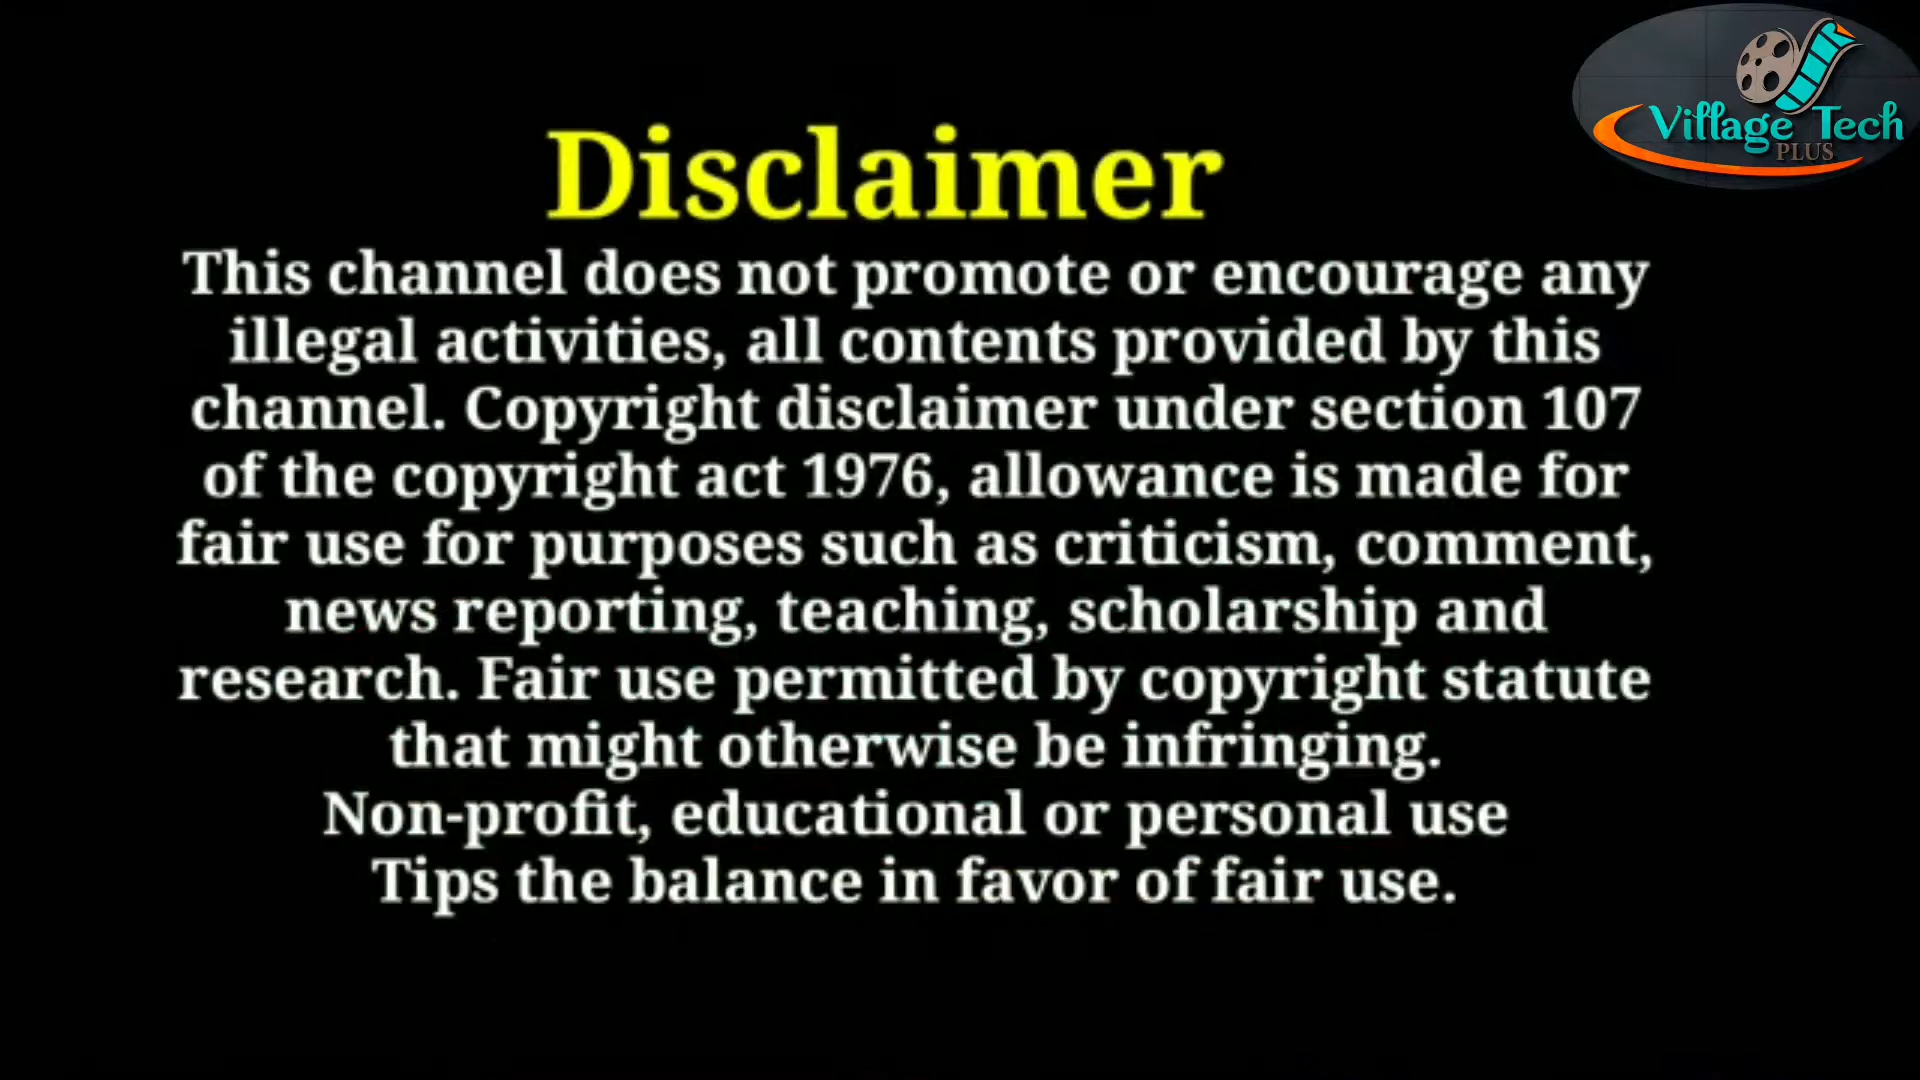 Village Tech
PLUS
Disclaimer
This channel does not promote or encourage any
illegal activities, all contents provided by this
channel. Copyright disclaimer under section 107
of the copyright act 1976, allowance is made for
fair use for purposes such as criticism, comment,
news reporting, teaching, scholarship and
research. Fair use permitted by copyright statute
that might otherwise be infringing.
Non-profit, educational or personal use
Tips the balance in favor of fair use.